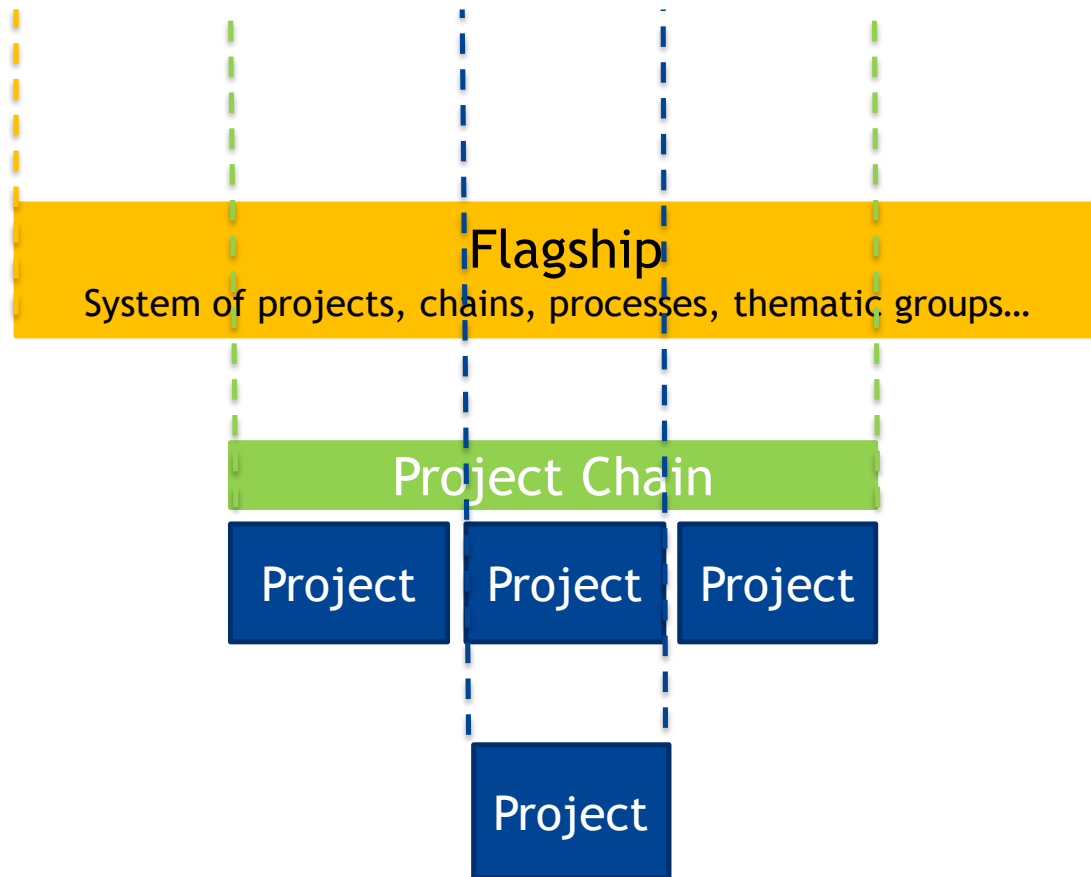 Flagship
System of projects, chains, processes, thematic groups…
Project Chain
Project Project Project
Project